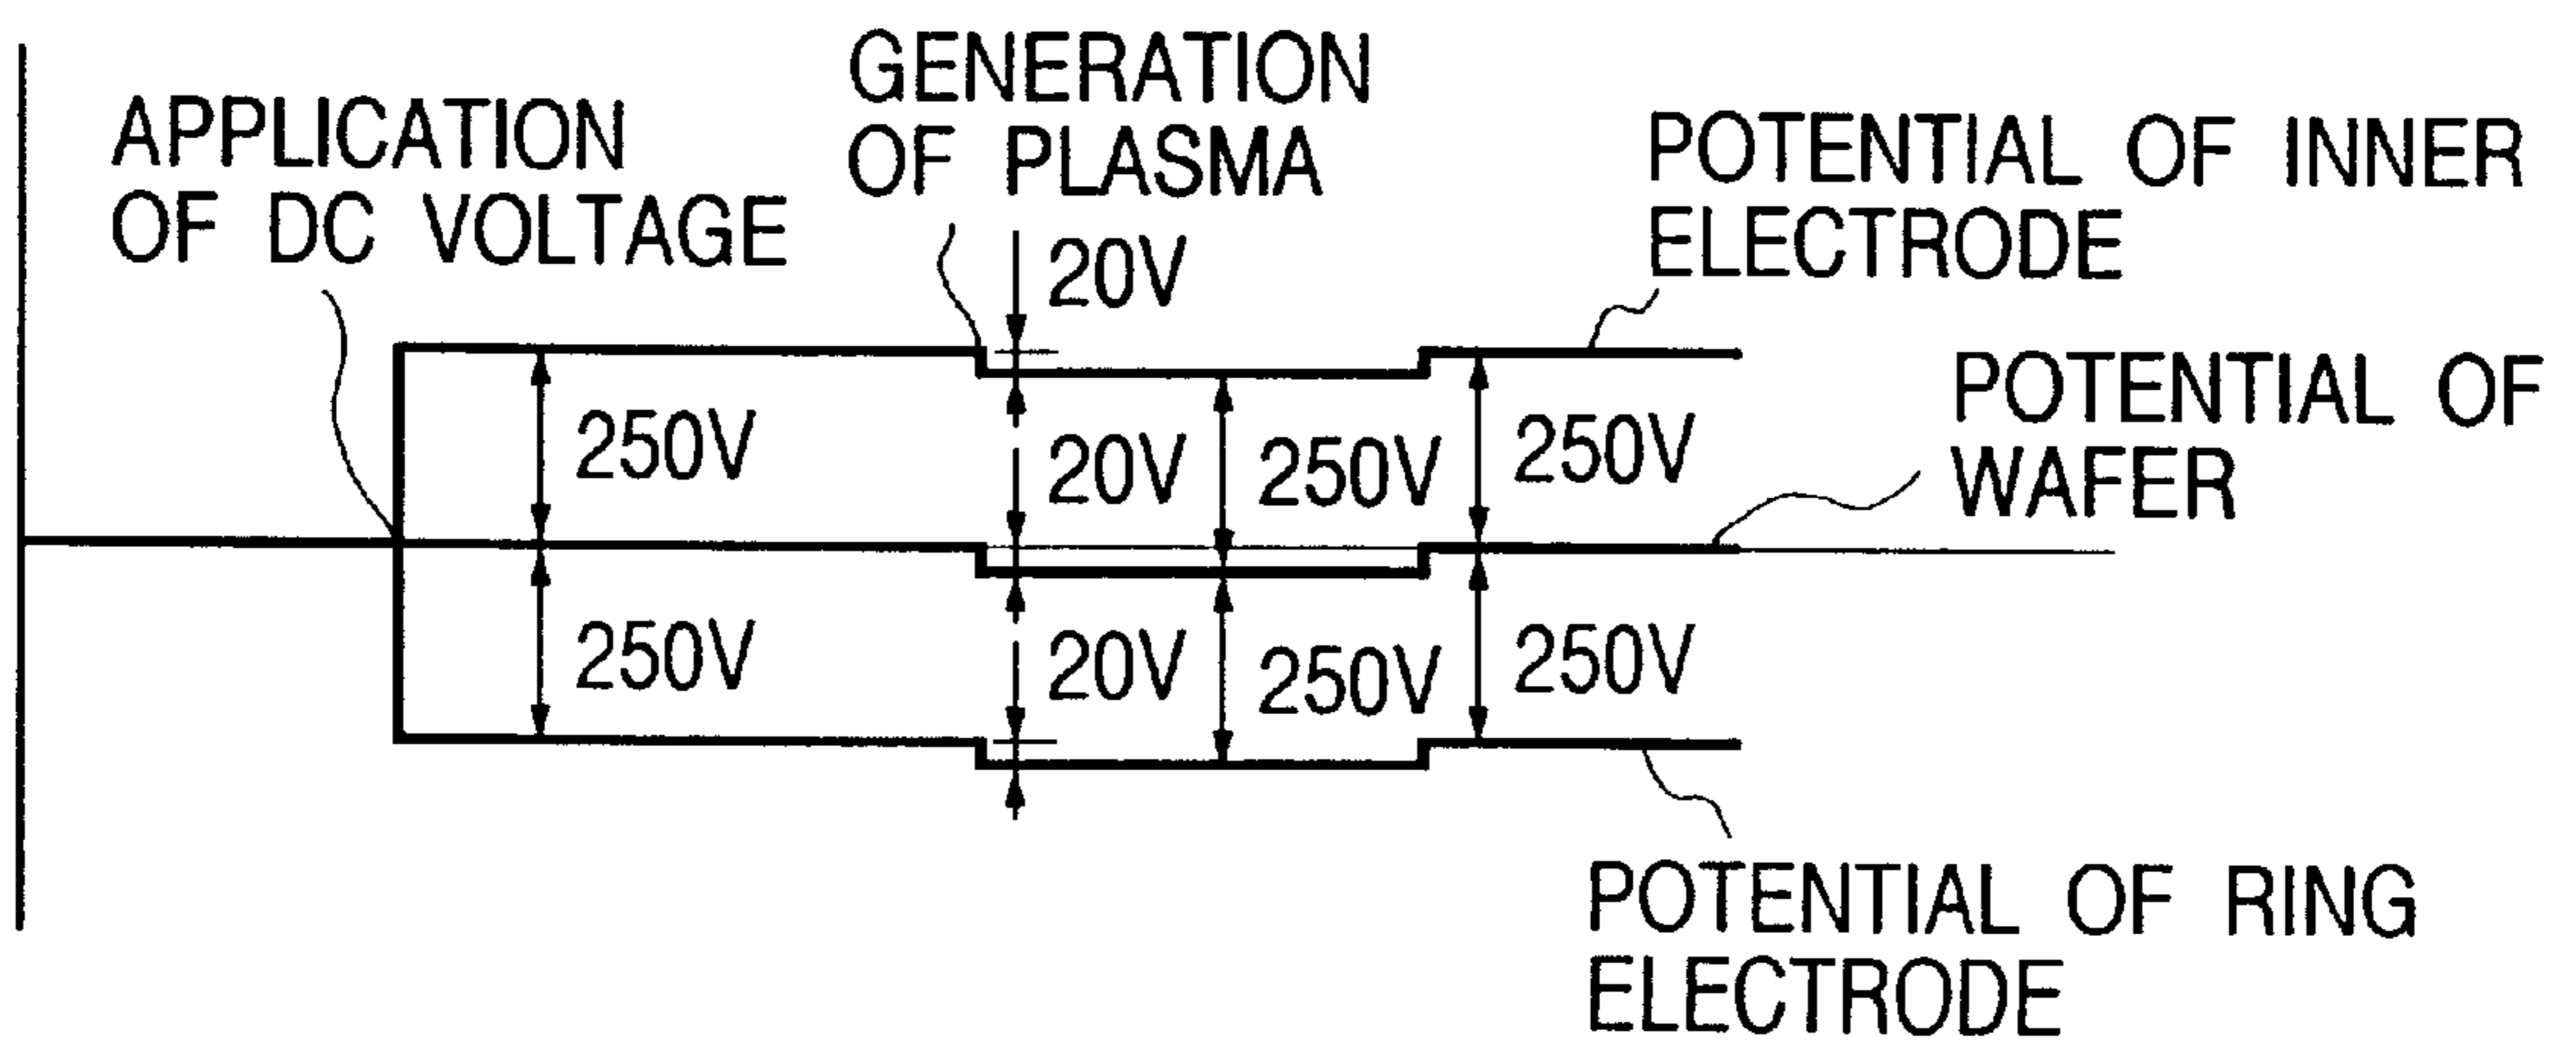 APPLICATION
OF DC VOLTAGE
GENERATION
OF PLASMA
POTENTIAL OF INNER
ELECTRODE
20V
POTENTIAL OF
WAFER
250V
20V
250V
250V
250V
20V
250V
250V
POTENTIAL OF RING
ELECTRODE